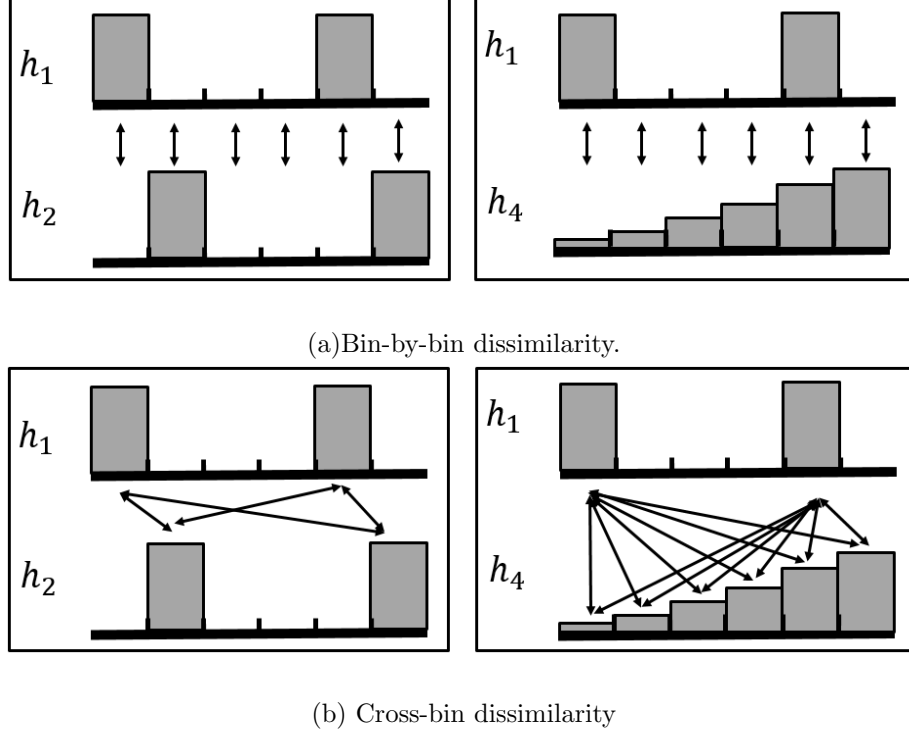 h₁
h₁
h₂
h₄
(a)Bin-by-bin dissimilarity.
h₁
h₁
h₂
h₄
(b) Cross-bin dissimilarity